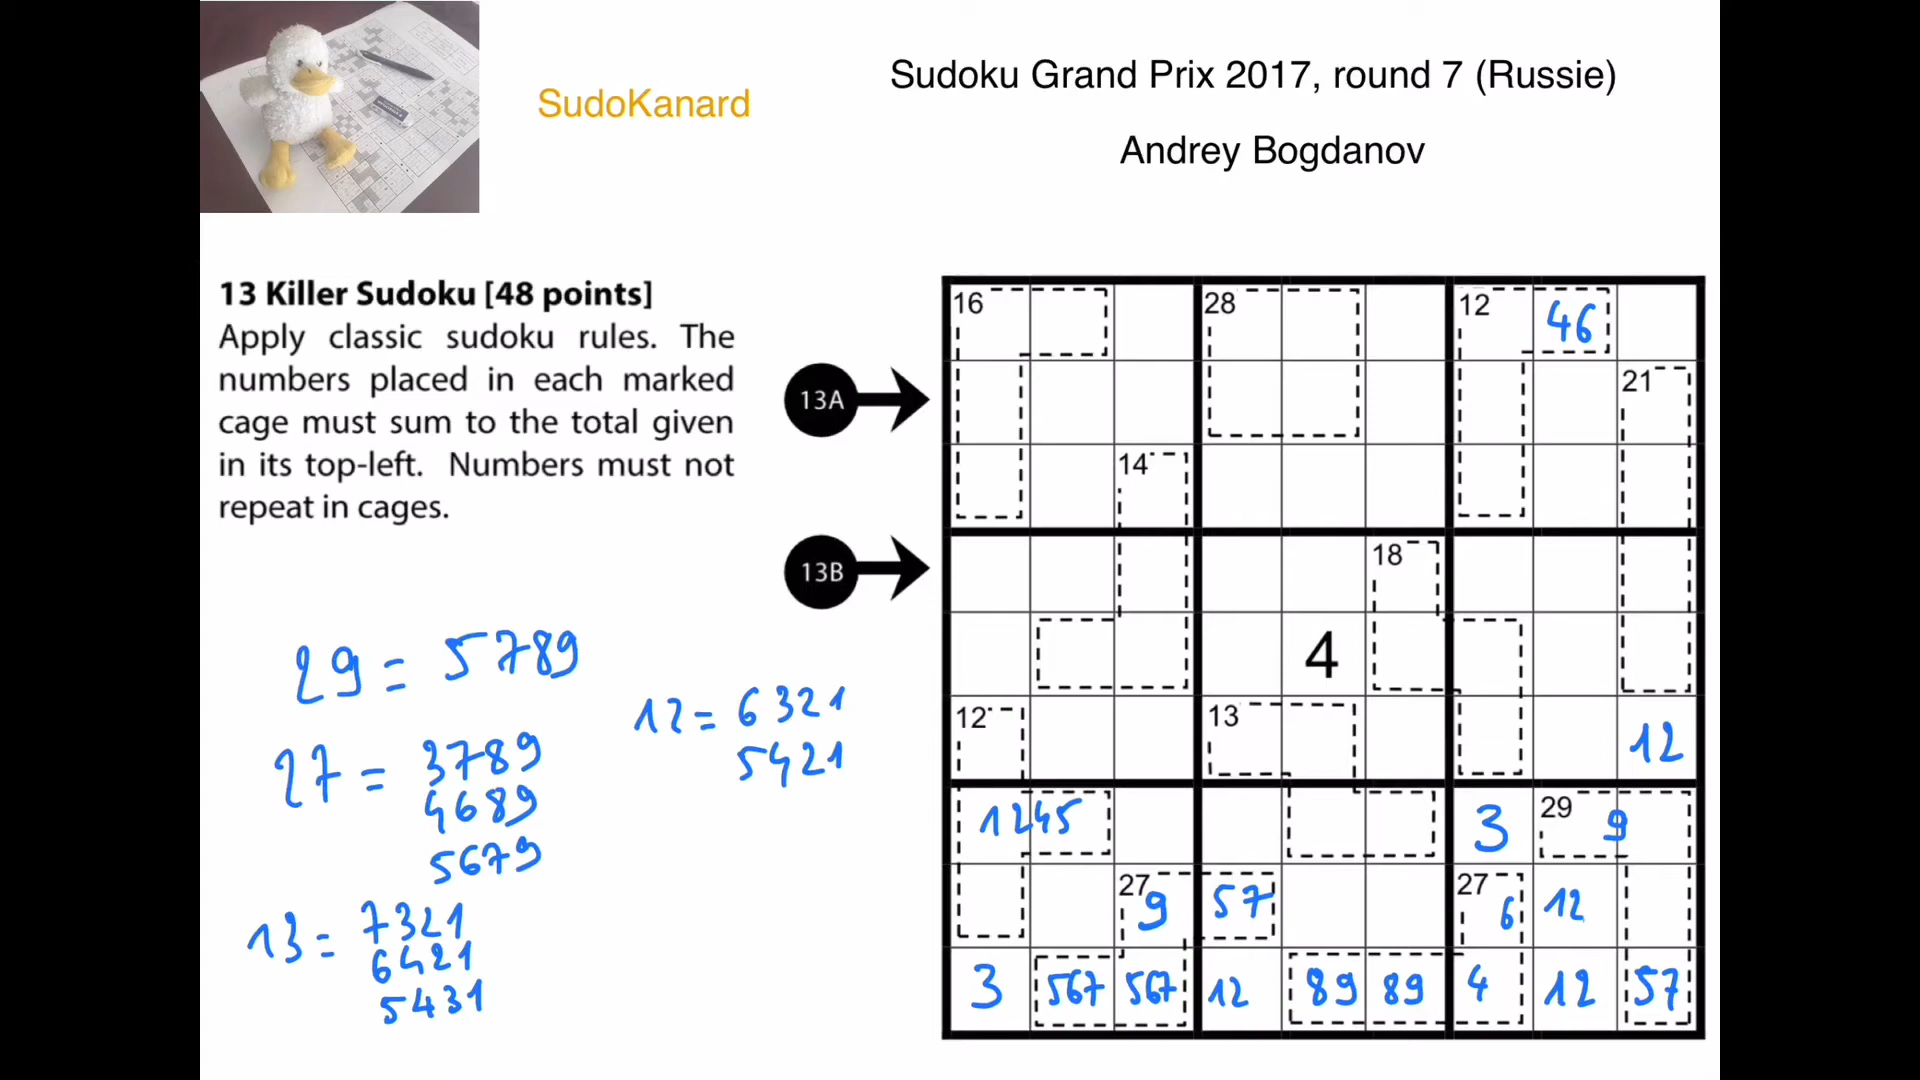 SudoKanard
Sudoku Grand Prix 2017, round 7 (Russie)
Andrey Bogdanov
13 Killer Sudoku [48 points]
Apply classic sudoku rules. The
numbers placed in each marked
cage must sum to the total given
in its top-left. Numbers must not
repeat in cages.
29 = 5789
27 = 3789
4689
5679
13 = 7321
6421
5431
12 = 6321
5421
13A
13B
16 28 12 46
21
14
18
4
12 13 12
1245 3 29 9
27 9 57 27 6 12
3 567 567 12 89 89 4 12 57